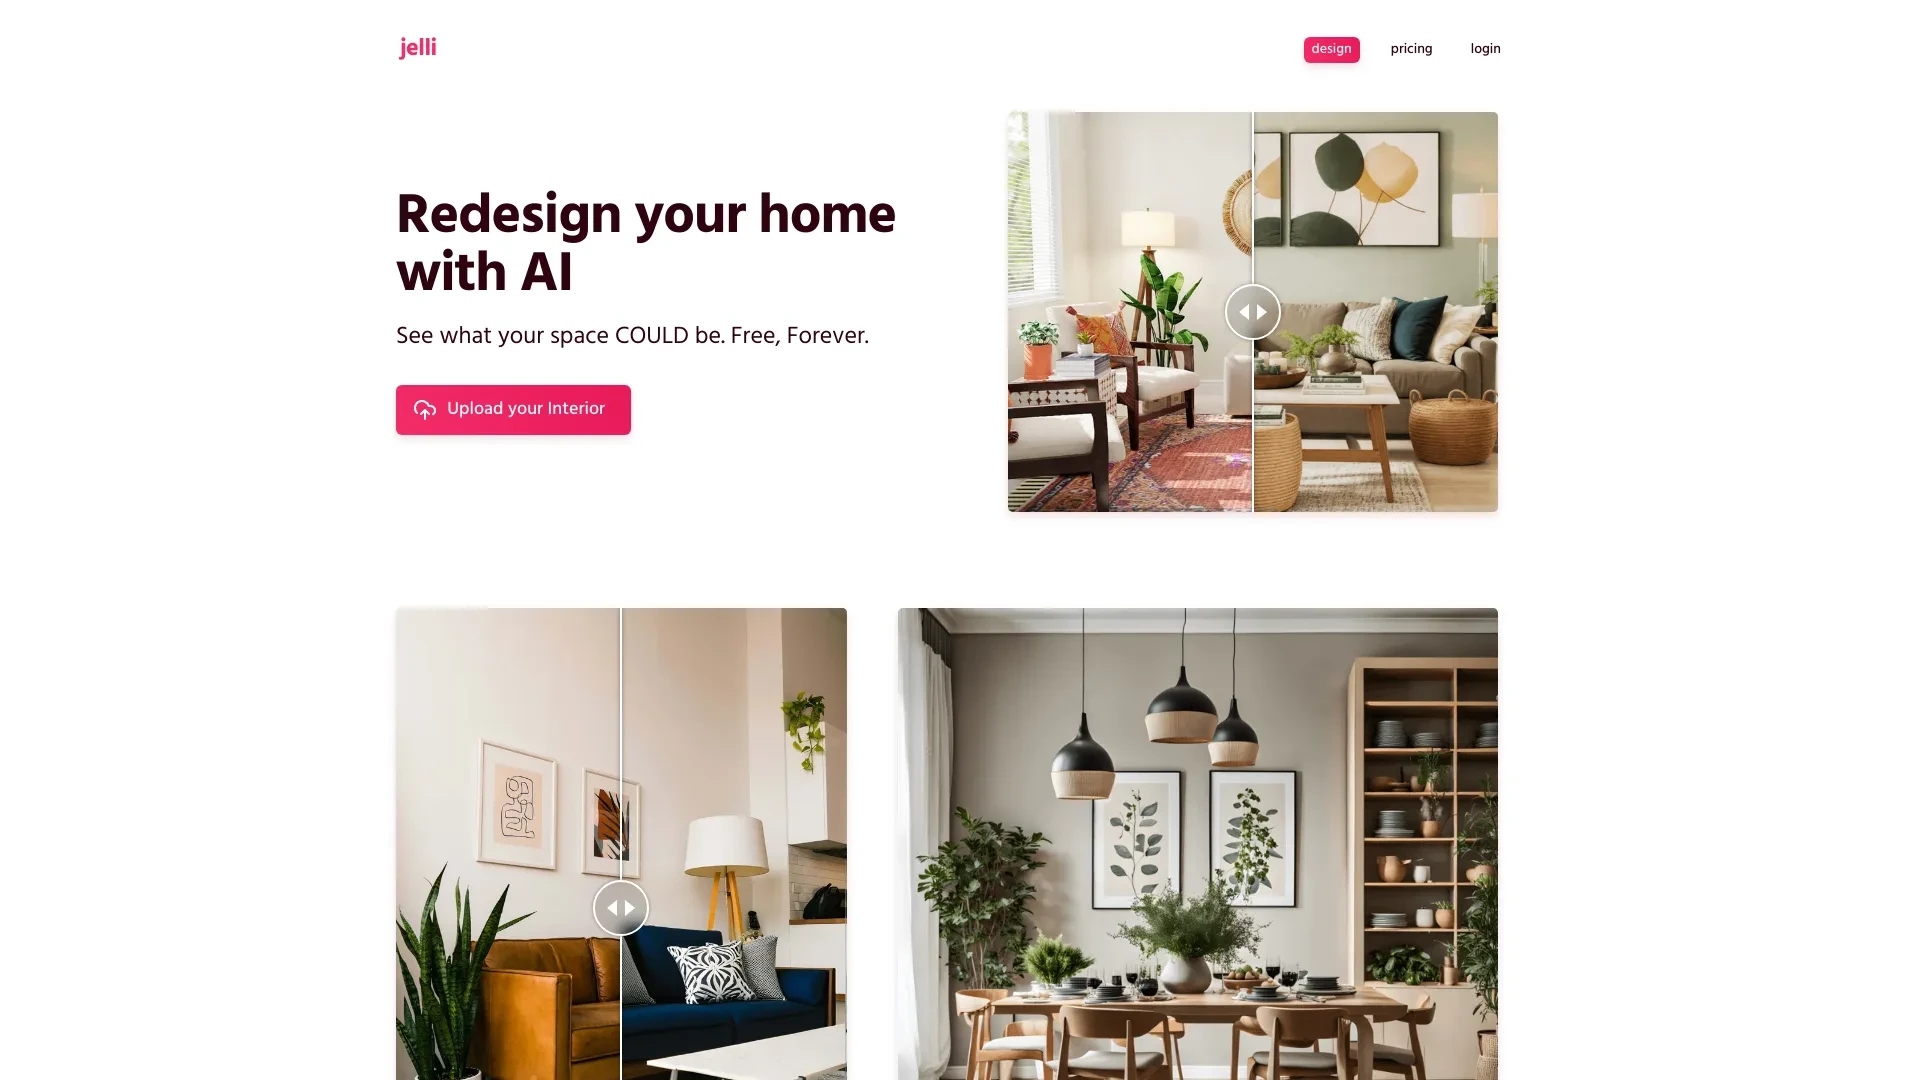 jelli
design
pricing
login
Redesign your home
with AI
See what your space COULD be. Free, Forever.
Upload your Interior